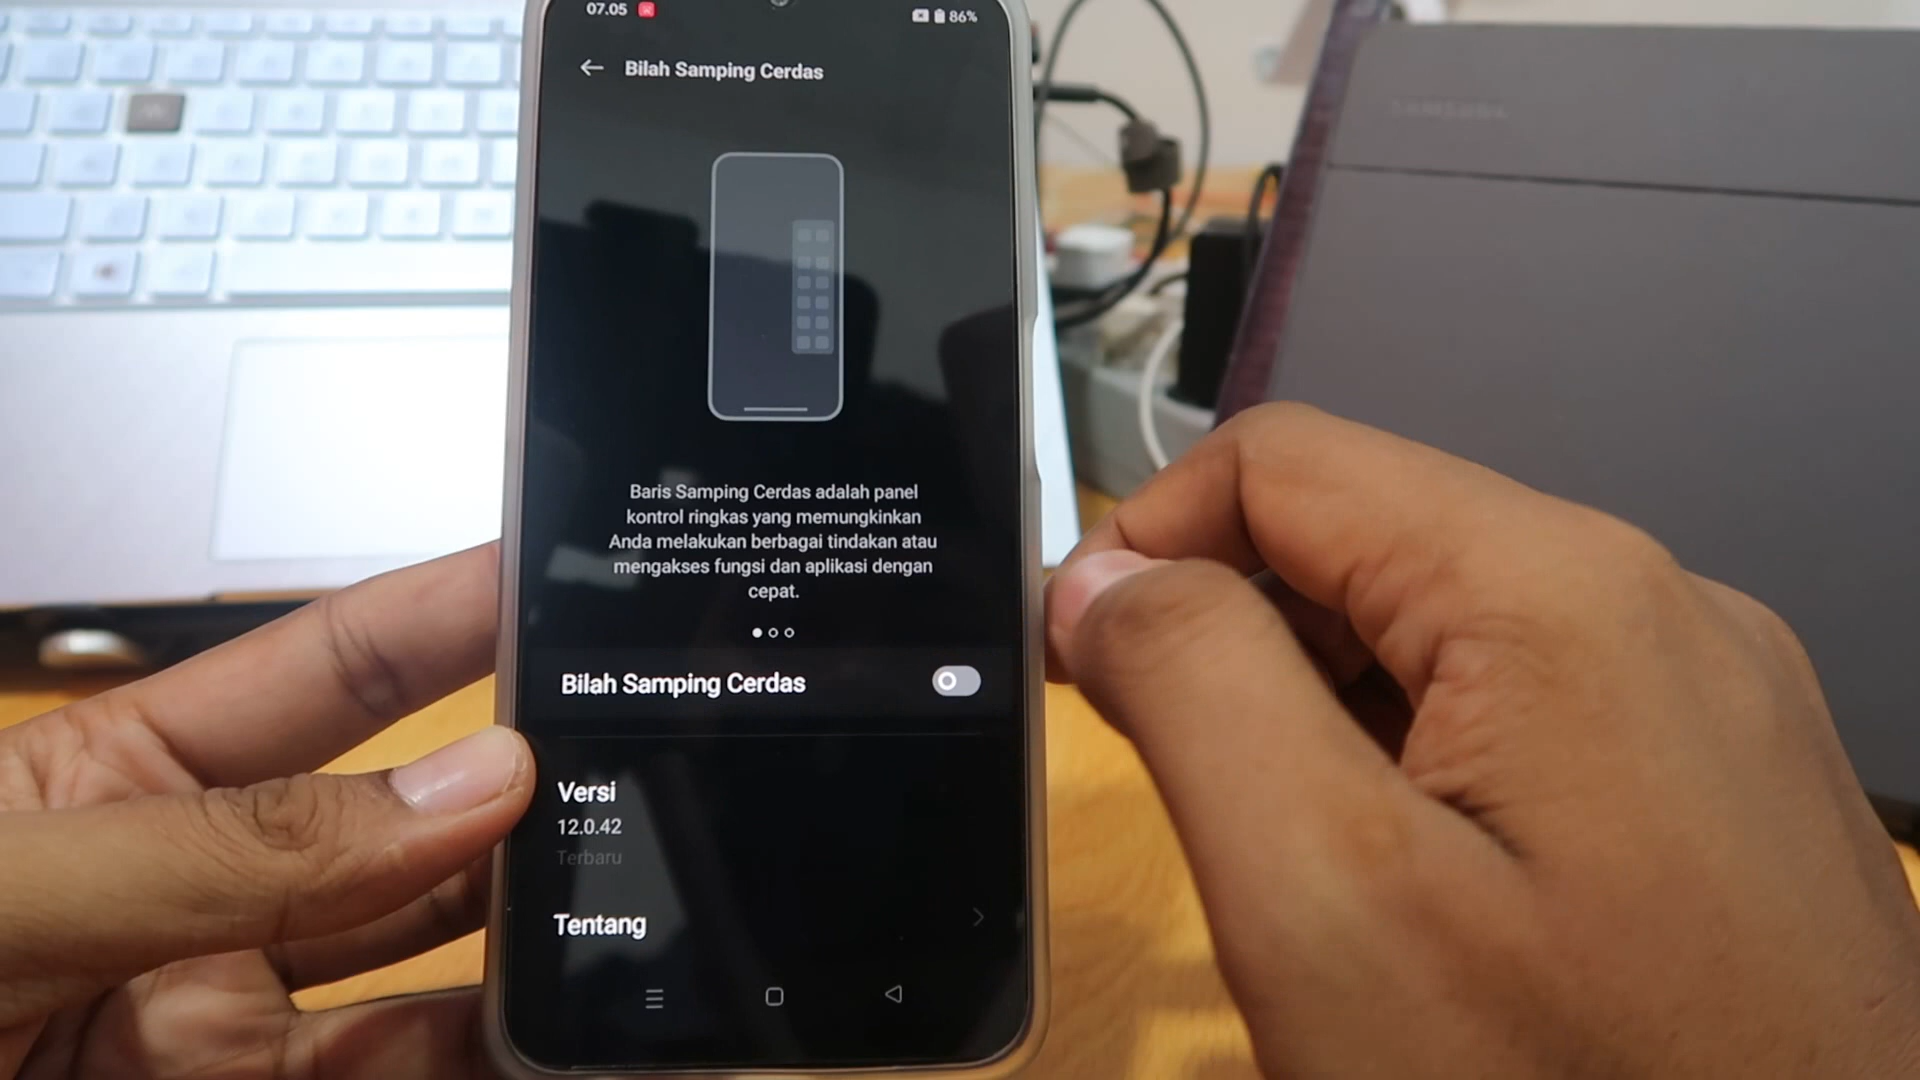 07.05
86%
Bilah Samping Cerdas
Baris Samping Cerdas adalah panel
kontrol ringkas yang memungkinkan
Anda melakukan berbagai tindakan atau
mengakses fungsi dan aplikasi dengan
cepat.
Bilah Samping Cerdas
Versi
12.0.42
Terbaru
Tentang
SAMSUNG